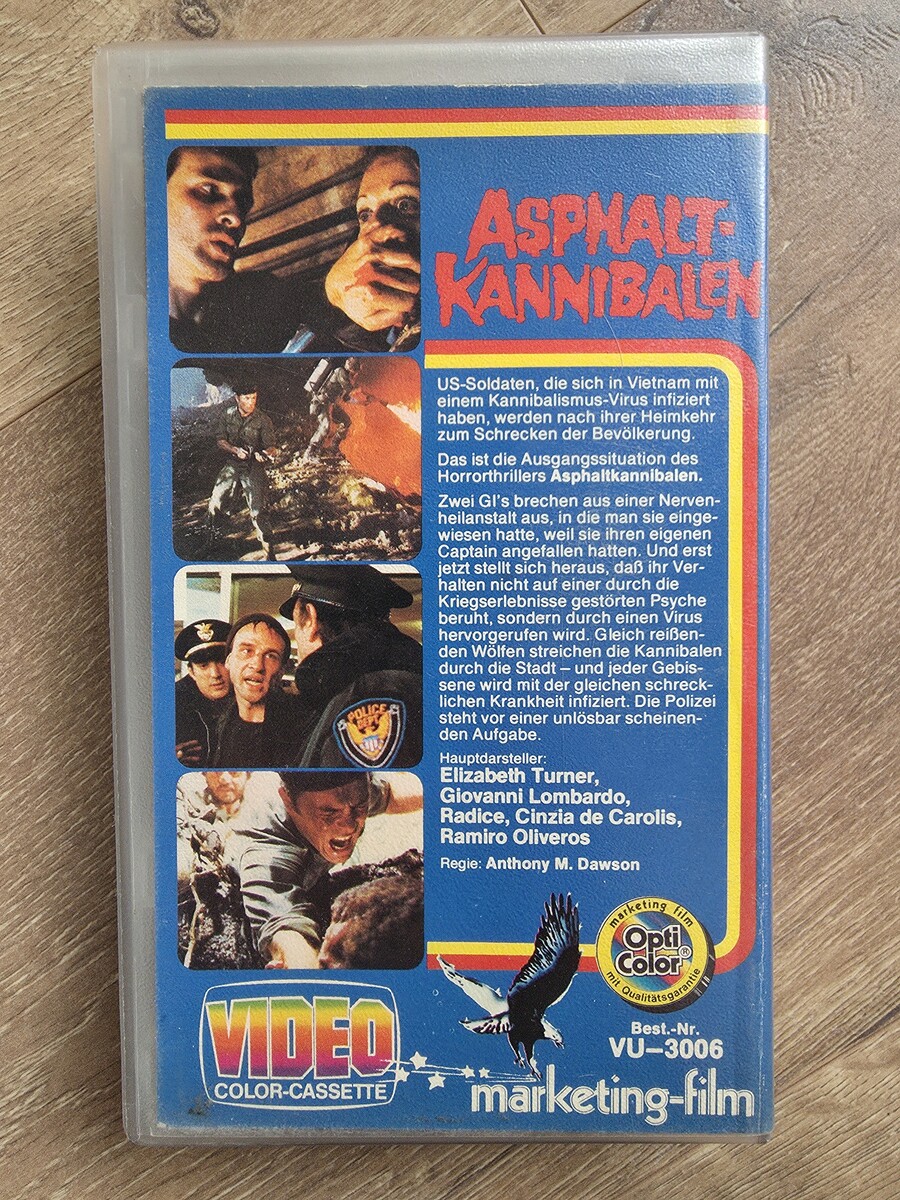 ASPHALT-
KANNIBALEN
US-Soldaten, die sich in Vietnam mit
einem Kannibalismus-Virus infiziert
haben, werden nach ihrer Heimkehr
zum Schrecken der Bevölkerung.
Das ist die Ausgangssituation des
Horrorthrillers Asphaltkannibalen.
Zwei GI's brechen aus einer Nerven-
heilanstalt aus, in die man sie einge-
wiesen hatte, weil sie ihren eigenen
Captain angefallen hatten. Und erst
jetzt stellt sich heraus, daß ihr Ver-
halten nicht auf einer durch die
Kriegserlebnisse gestörten Psyche
beruht, sondern durch einen Virus
hervorgerufen wird. Gleich reißen-
den Wölfen streichen die Kannibalen
durch die Stadt – und jeder Gebis-
sene wird mit der gleichen schreck-
lichen Krankheit infiziert. Die Polizei
steht vor einer unlösbar scheinen-
den Aufgabe.
Hauptdarsteller:
Elizabeth Turner,
Giovanni Lombardo,
Radice, Cinzia de Carolis,
Ramiro Oliveros
Regie: Anthony M. Dawson
POLICE
DEPT
marketing film
Opti
Color®
mit Qualitätsgarantie
Best.-Nr.
VU–3006
VIDEO
COLOR-CASSETTE
marketing-film